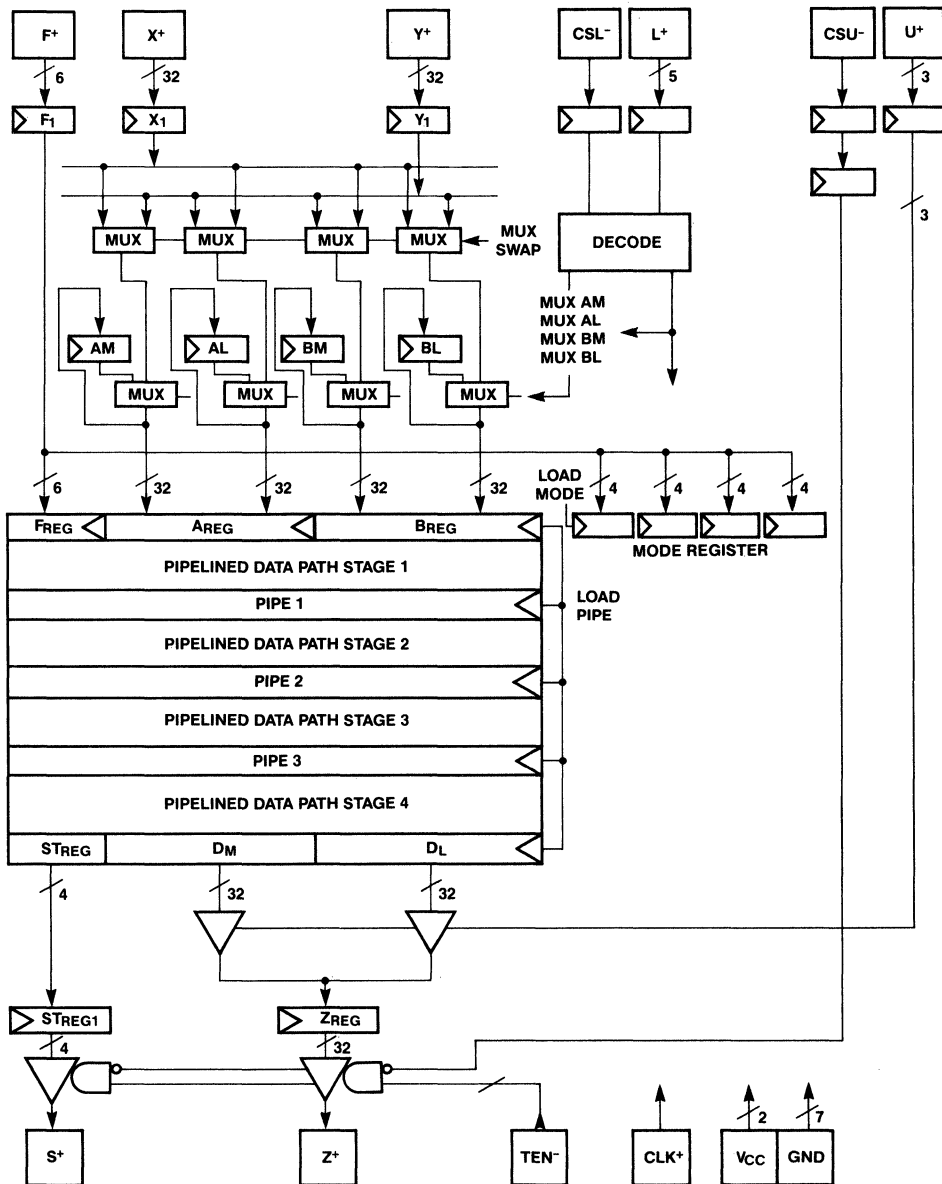 F+
X+
Y+
CSL-
L+
CSU-
U+
6
32
32
5
3
F1
X1
Y1
3
MUX
MUX
MUX
MUX
MUX
SWAP
DECODE
MUX AM
MUX AL
MUX BM
MUX BL
AM
AL
BM
BL
MUX
MUX
MUX
MUX
6
32
32
32
32
LOAD
MODE
4
4
4
4
FREG
AREG
BREG
MODE REGISTER
PIPELINED DATA PATH STAGE 1
PIPE 1
LOAD
PIPE
PIPELINED DATA PATH STAGE 2
PIPE 2
PIPELINED DATA PATH STAGE 3
PIPE 3
PIPELINED DATA PATH STAGE 4
STREG
DM
DL
4
32
32
STREG1
ZREG
4
32
2
7
S+
Z+
TEN-
CLK+
VCC
GND